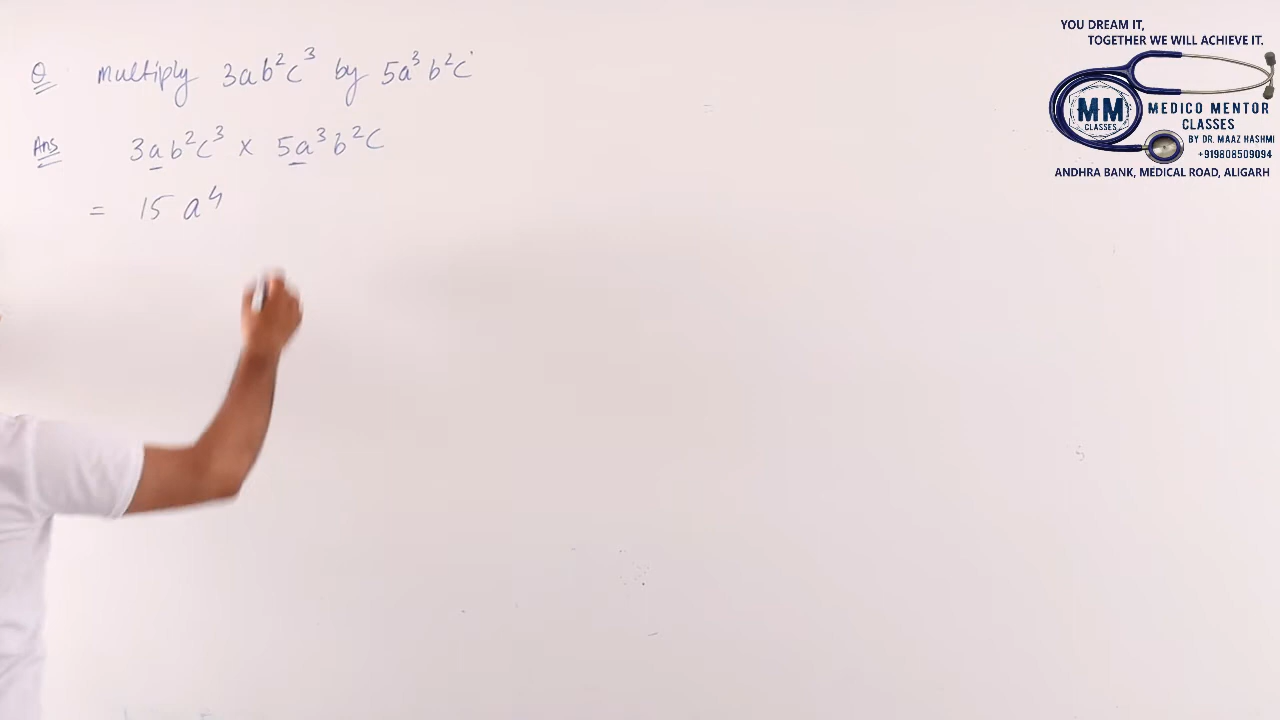 Q multiply 3ab²c³ by 5a³b²c
Ans 3ab²c³ × 5a³b²c
= 15 a⁴
YOU DREAM IT,
TOGETHER WE WILL ACHIEVE IT.
MM
CLASSES
MEDICO MENTOR
CLASSES
BY DR. MAAZ HASHMI
+919808509094
ANDHRA BANK, MEDICAL ROAD, ALIGARH